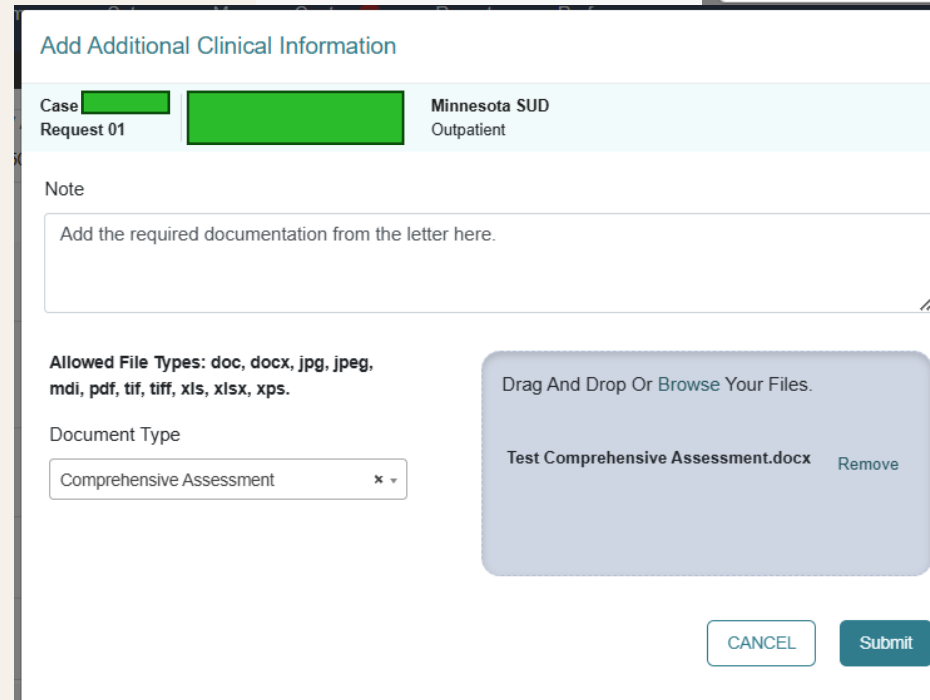 Add Additional Clinical Information
Case
Request 01
Minnesota SUD
Outpatient
Note
Add the required documentation from the letter here.
Allowed File Types: doc, docx, jpg, jpeg,
mdi, pdf, tif, tiff, xls, xlsx, xps.
Document Type
Comprehensive Assessment
Drag And Drop Or Browse Your Files.
Test Comprehensive Assessment.docx Remove
CANCEL Submit